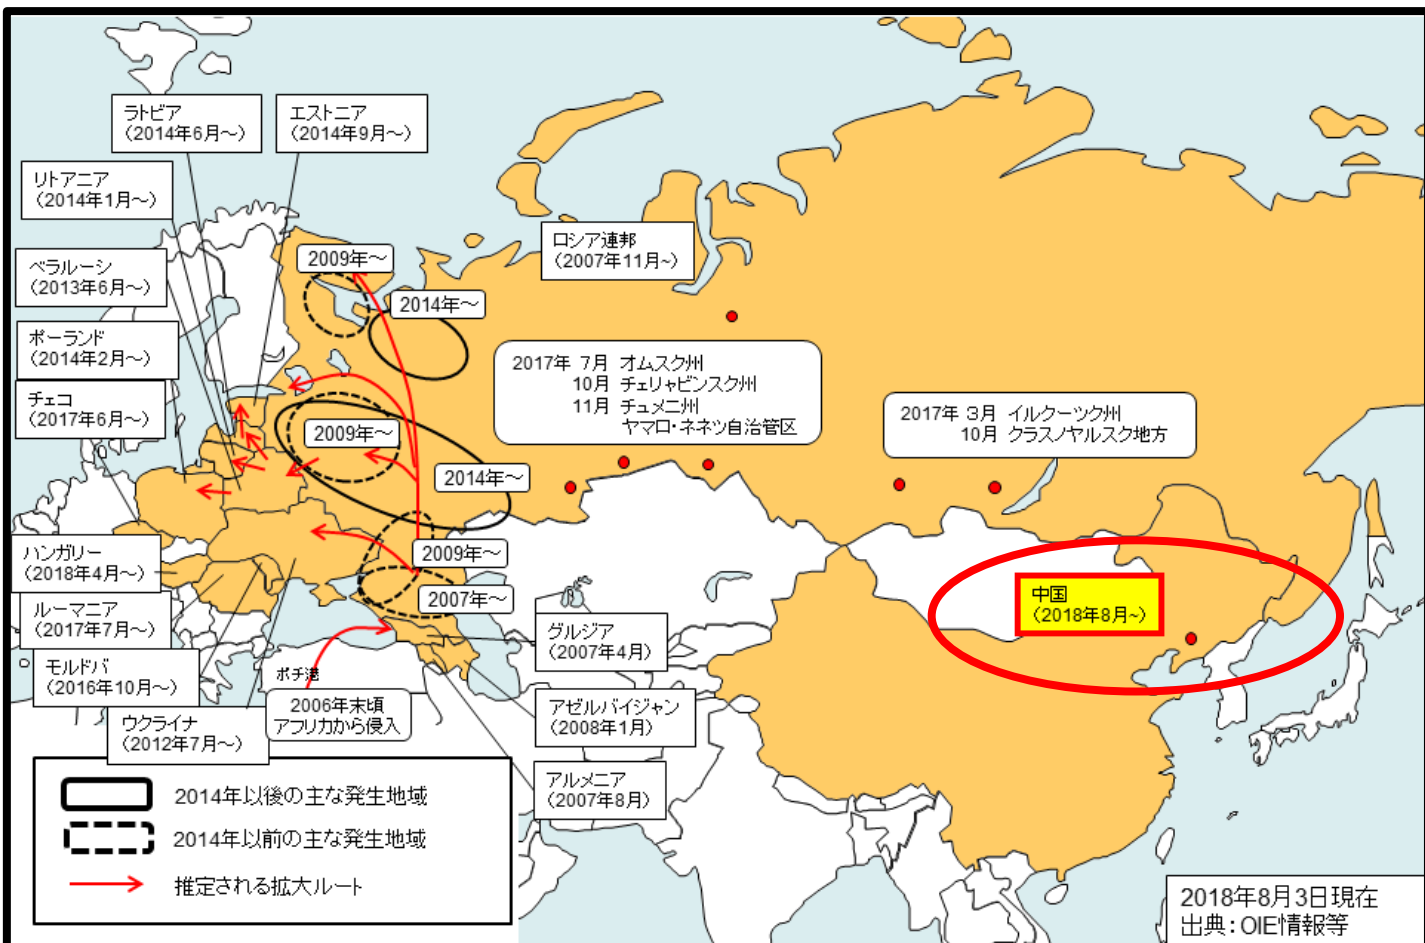 ラトビア
（2014年6月～）
エストニア
（2014年9月～）
リトアニア
（2014年1月～）
ベラルーシ
（2013年6月～）
ポーランド
（2014年2月～）
チェコ
（2017年6月～）
ハンガリー
（2018年4月～）
ルーマニア
（2017年7月～）
モルドバ
（2016年10月～）
ウクライナ
（2012年7月～）
ロシア連邦
（2007年11月~）
2009年～
2014年～
2009年～
2014年～
2009年～
2007年～
2017年 7月 オムスク州
10月 チェリャビンスク州
11月 チュメニ州
ヤマロ・ネネツ自治管区
2017年 3月 イルクーツク州
10月 クラスノヤルスク地方
中国
（2018年8月~）
グルジア
（2007年4月）
アゼルバイジャン
（2008年1月）
アルメニア
（2007年8月）
ポチ港
2006年末頃
アフリカから侵入
2014年以後の主な発生地域
2014年以前の主な発生地域
推定される拡大ルート
2018年8月3日現在
出典：OIE情報等